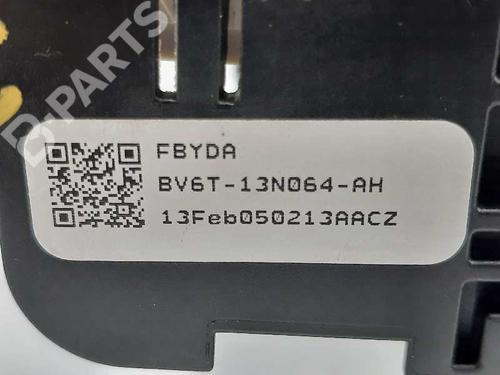 D-PARTS
FBYDA
BV6T-13N064-AH
13Feb050213AACZ